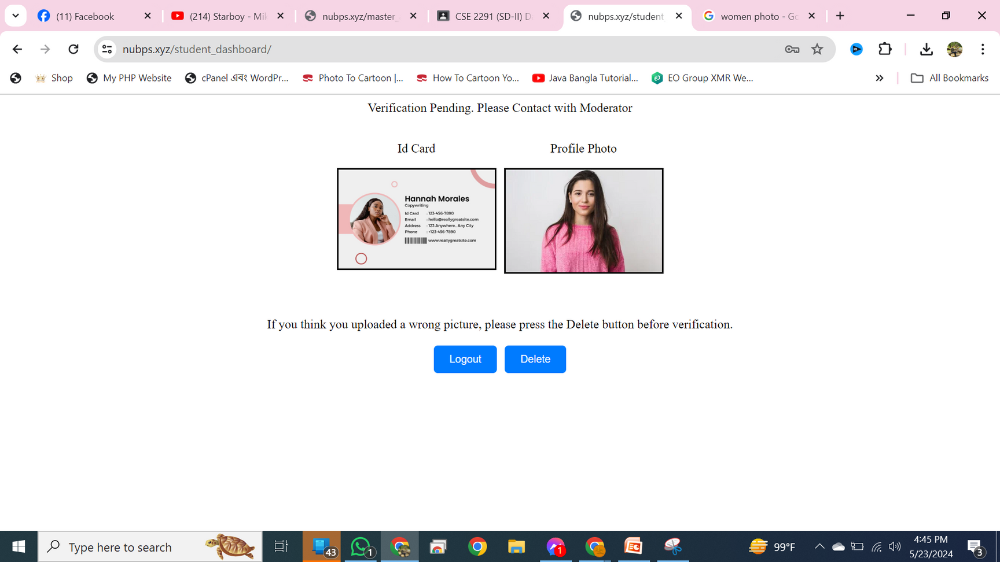 (11) Facebook
(214) Starboy - Mik
nubps.xyz/master_
CSE 2291 (SD-II) D
nubps.xyz/student_
women photo - Go
nubps.xyz/student_dashboard/
Shop
My PHP Website
cPanel এবং WordPr...
Photo To Cartoon |...
How To Cartoon Yo...
Java Bangla Tutorial...
EO Group XMR We...
All Bookmarks
Verification Pending. Please Contact with Moderator
Id Card
Profile Photo
Hannah Morales
Copywriting
Id Card : 123-456-7890
Email : hello@reallygreatsite.com
Address : 123 Anywhere.. Any City
Phone : +123-456-7890
www.reallygreatsite.com
If you think you uploaded a wrong picture, please press the Delete button before verification.
Logout
Delete
Type here to search
43
1
1
99°F
4:45 PM
5/23/2024
3